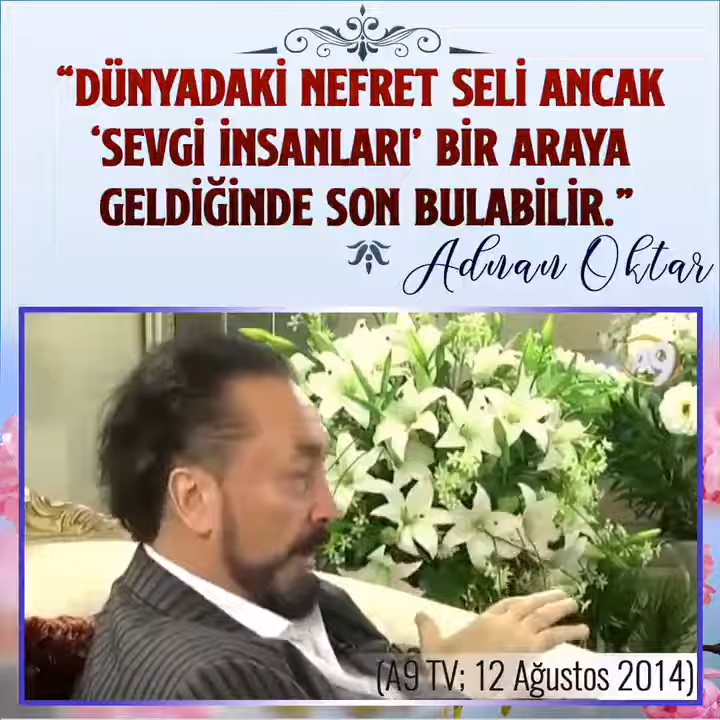 “DÜNYADAKİ NEFRET SELİ ANCAK
‘SEVGİ İNSANLARI’ BİR ARAYA
GELDİĞİNDE SON BULABİLİR.”
Adnan Oktar
(A9 TV; 12 Ağustos 2014)